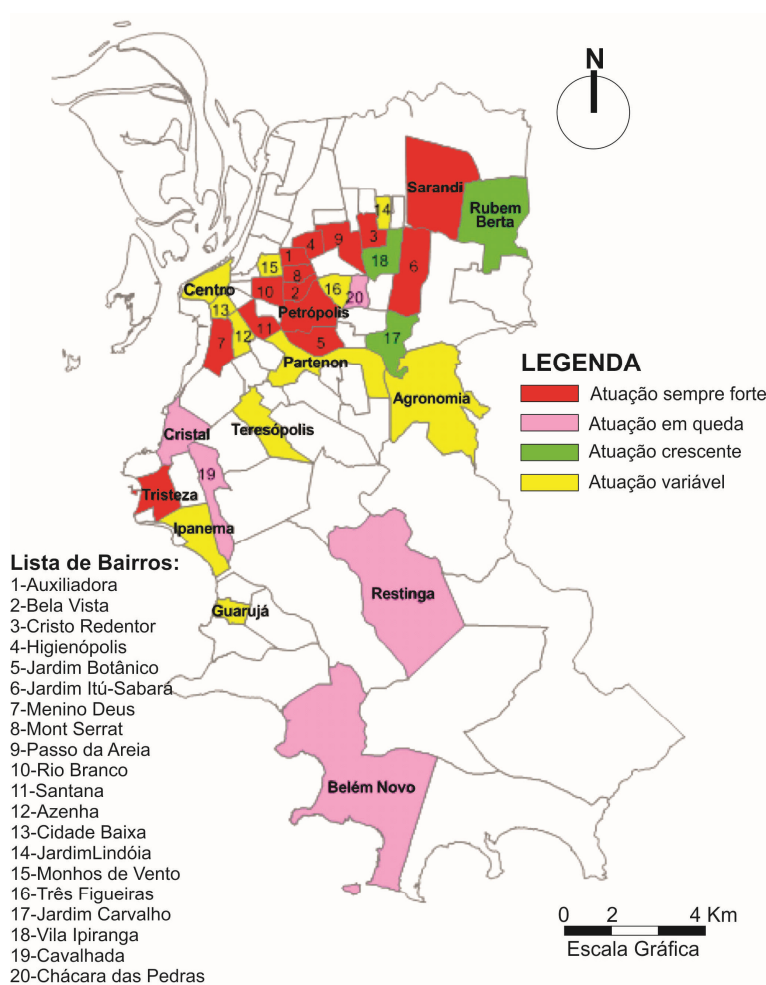 N
Sarandi
Rubem
Berta
14
4
9
3
1
18
15
8
6
Centro
10
2
16
20
13
Petrópolis
11
17
7
12
5
Partenon
Agronomia
Teresópolis
Cristal
19
Tristeza
Ipanema
Restinga
Guarujá
Belém Novo
LEGENDA
Atuação sempre forte
Atuação em queda
Atuação crescente
Atuação variável
Lista de Bairros:
1-Auxiliadora
2-Bela Vista
3-Cristo Redentor
4-Higienópolis
5-Jardim Botânico
6-Jardim Itú-Sabará
7-Menino Deus
8-Mont Serrat
9-Passo da Areia
10-Rio Branco
11-Santana
12-Azenha
13-Cidade Baixa
14-JardimLindóia
15-Monhos de Vento
16-Três Figueiras
17-Jardim Carvalho
18-Vila Ipiranga
19-Cavalhada
20-Chácara das Pedras
0 2 4 Km
Escala Gráfica